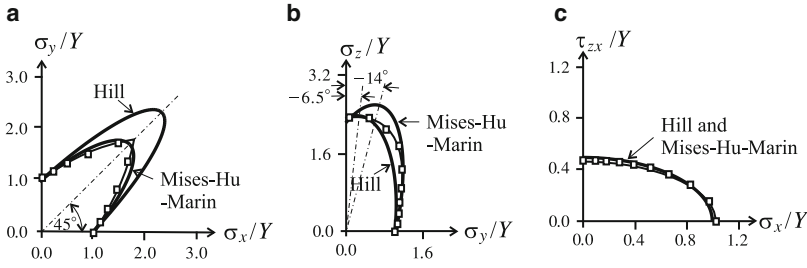 a
σy/Y
3.0
2.0
1.0
0.0
Hill
Mises-Hu
-Marin
45°
0.0 1.0 2.0 3.0
σx/Y
b
σz/Y
3.2
1.6
0.0
-14°
-6.5°
Mises-Hu
-Marin
Hill
0.0 1.6
σy/Y
c
τzx/Y
1.2
0.8
0.4
0.0
Hill and
Mises-Hu-Marin
0.0 0.4 0.8 1.2
σx/Y